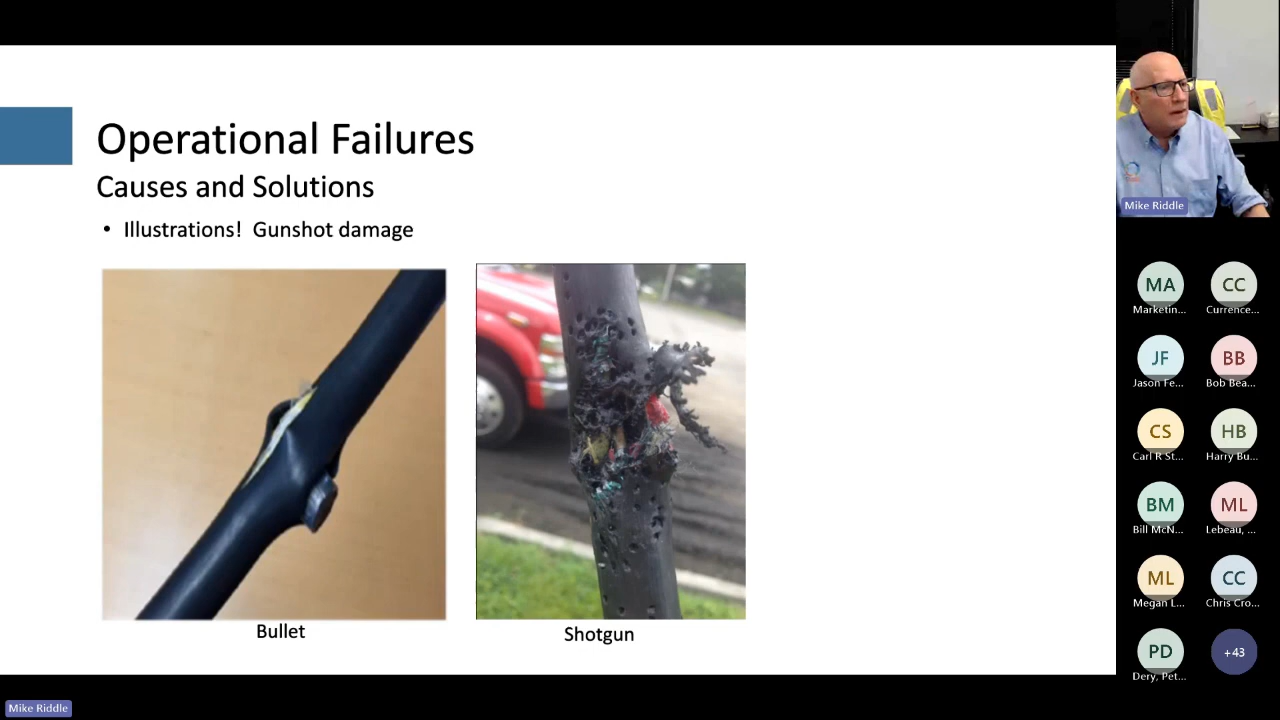 Operational Failures
Causes and Solutions
• Illustrations! Gunshot damage
Bullet
Shotgun
Mike Riddle
MA
CC
Marketin...
Currence...
JF
BB
Jason Fe...
Bob Bea...
CS
HB
Carl R St...
Harry Bu...
BM
ML
Bill McN...
Lebeau, ...
ML
CC
Megan L...
Chris Cro...
PD
+43
Dery, Pet...
Mike Riddle